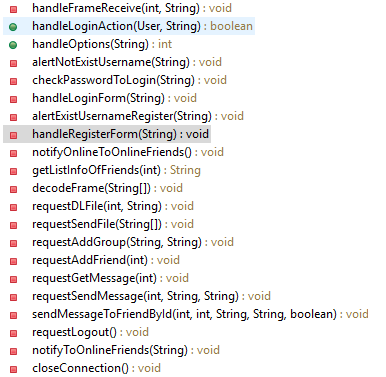 handleFrameReceive(int, String) : void
handleLoginAction(User, String) : boolean
handleOptions(String) : int
alertNotExistUsername(String) : void
checkPasswordToLogin(String) : void
handleLoginForm(String) : void
alertExistUsernameRegister(String) : void
handleRegisterForm(String) : void
notifyOnlineToOnlineFriends() : void
getListInfoOfFriends(int) : String
decodeFrame(String[]) : void
requestDLFile(int, String) : void
requestSendFile(String[]) : void
requestAddGroup(String, String) : void
requestAddFriend(int) : void
requestGetMessage(int) : void
requestSendMessage(int, String, String) : void
sendMessageToFriendById(int, int, String, String, boolean) : void
requestLogout() : void
notifyToOnlineFriends(String) : void
closeConnection() : void